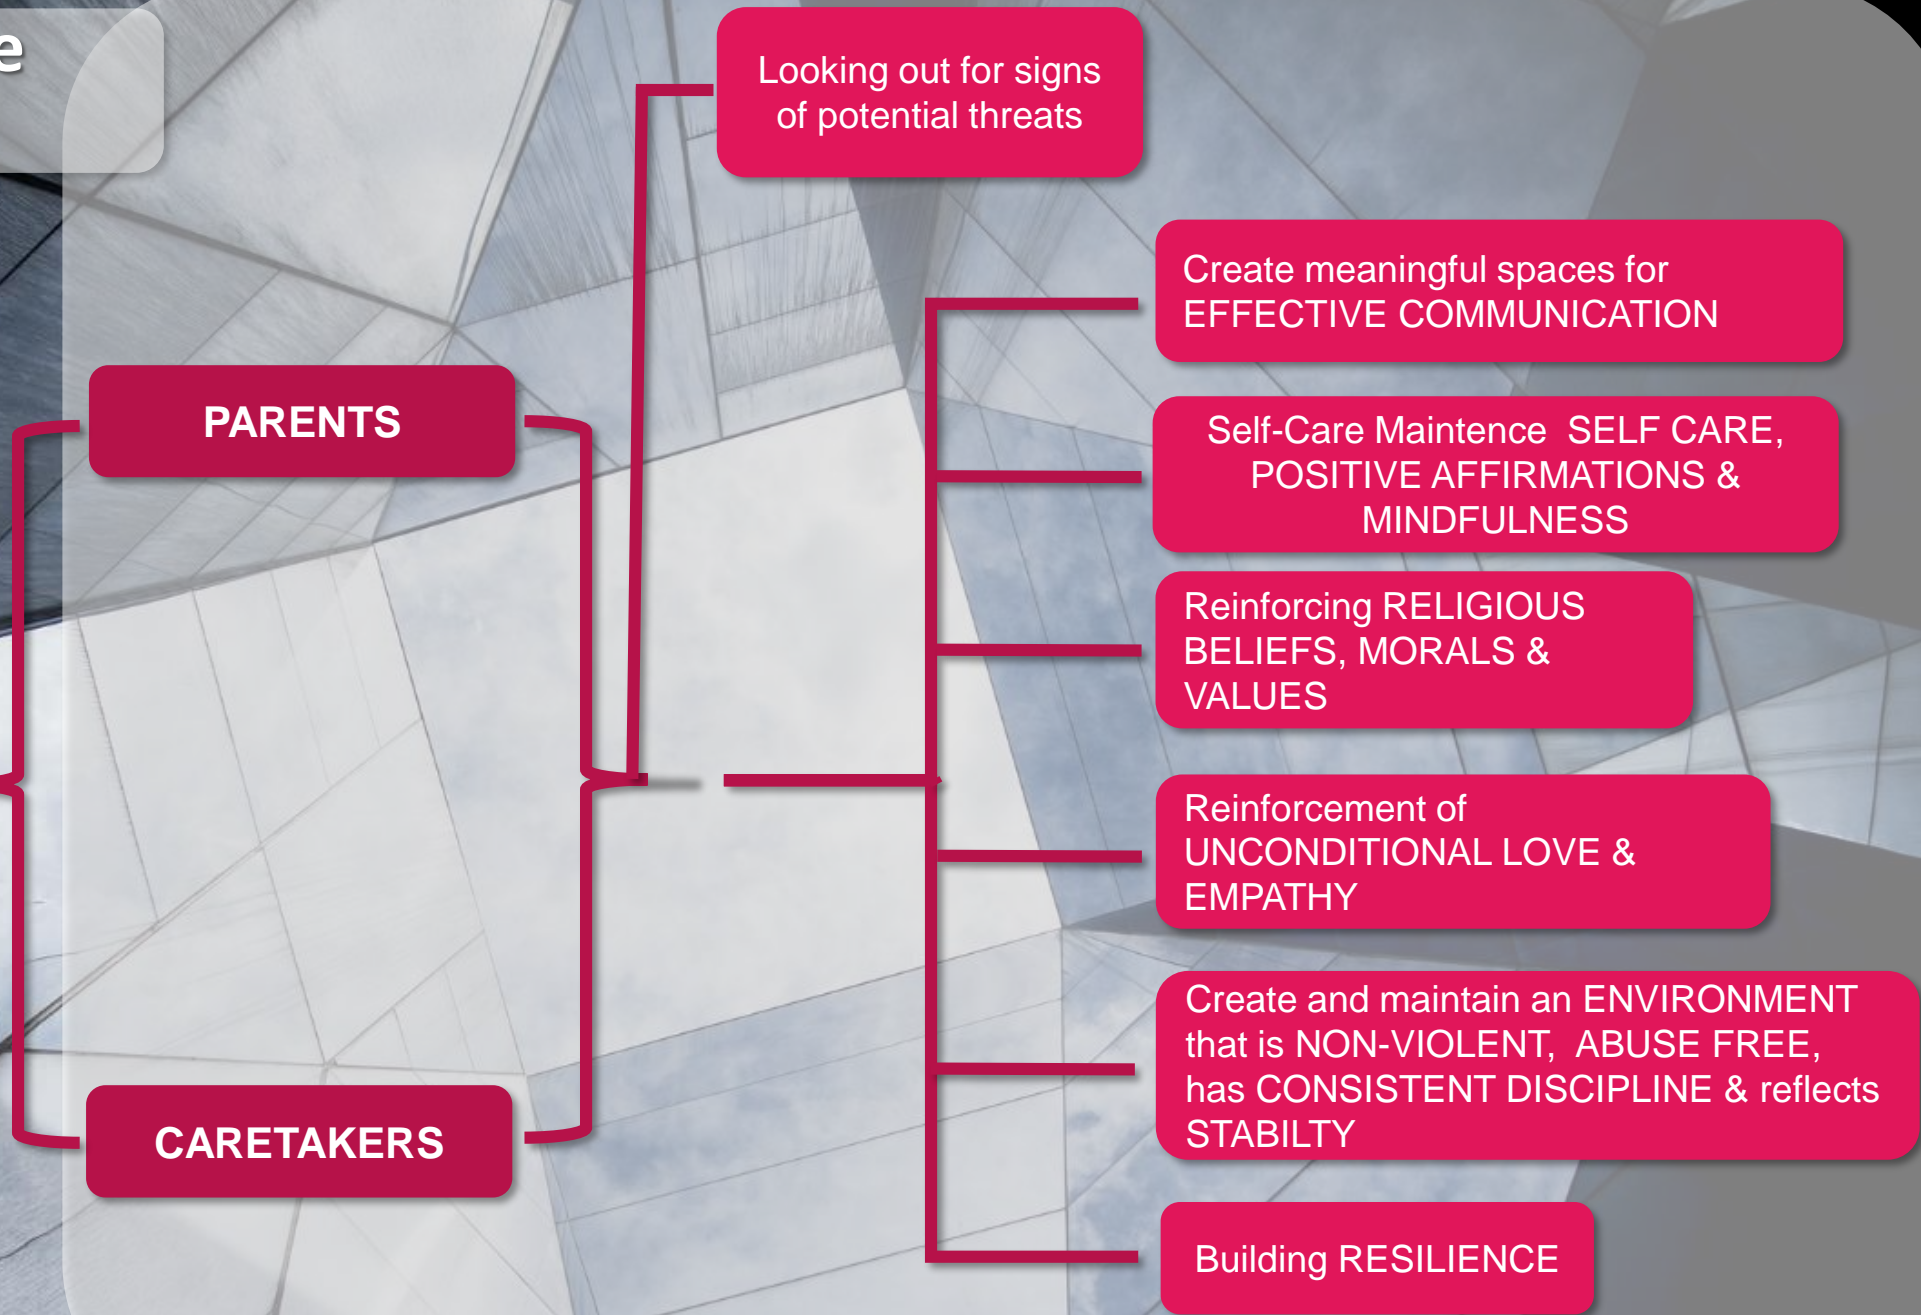 e
Looking out for signs
of potential threats
Create meaningful spaces for
EFFECTIVE COMMUNICATION
PARENTS
Self-Care Maintence  SELF CARE,
POSITIVE AFFIRMATIONS &
MINDFULNESS
Reinforcing RELIGIOUS
BELIEFS, MORALS &
VALUES
Reinforcement of
UNCONDITIONAL LOVE &
EMPATHY
Create and maintain an ENVIRONMENT
that is NON-VIOLENT,  ABUSE FREE,
has CONSISTENT DISCIPLINE & reflects
STABILTY
CARETAKERS
Building RESILIENCE